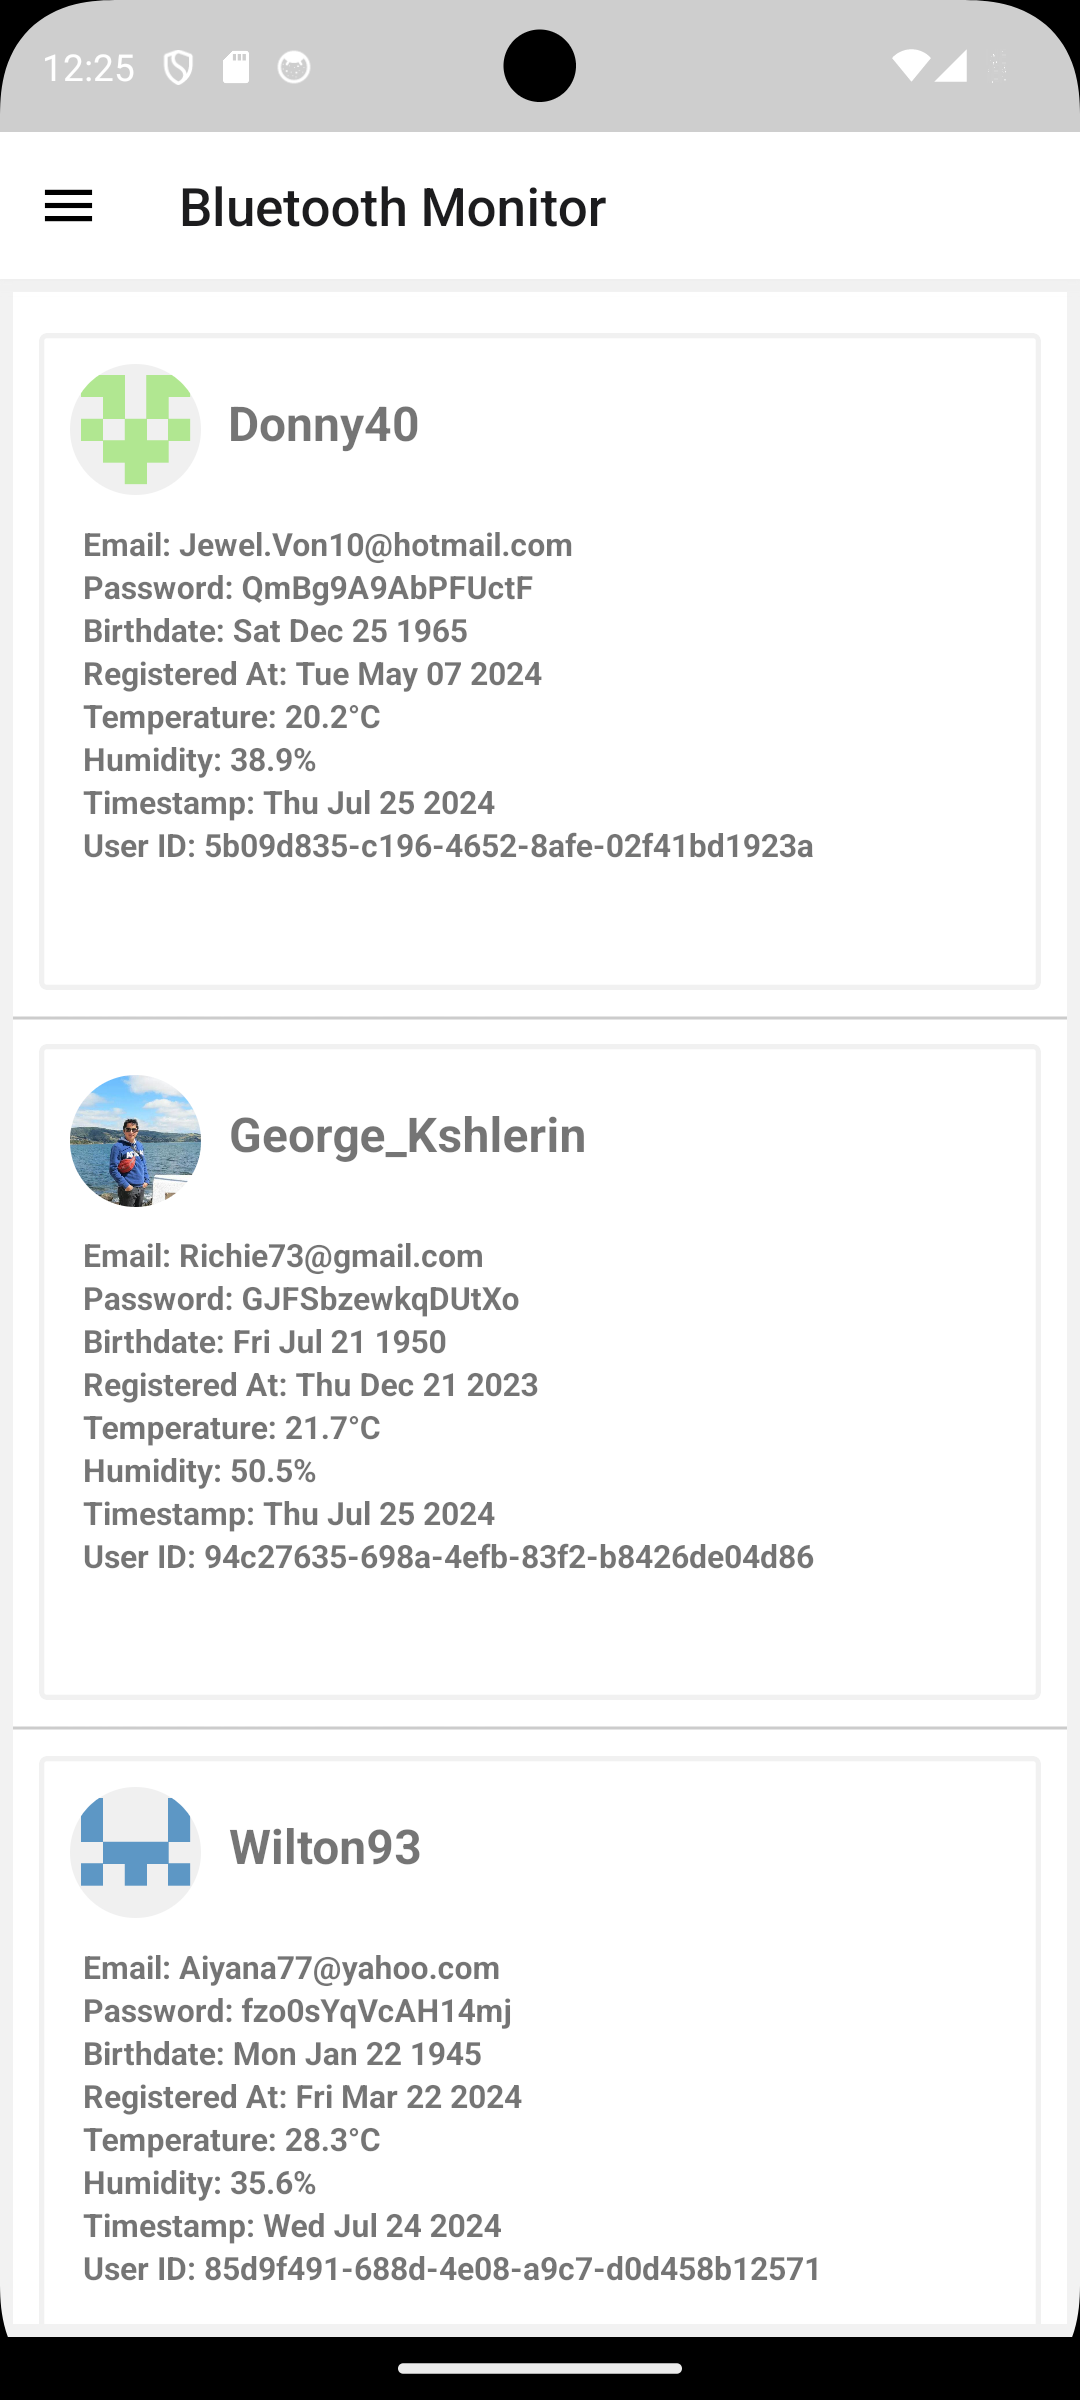 12:25
Bluetooth Monitor
Donny40
Email: Jewel.Von10@hotmail.com
Password: QmBg9A9AbPFUctF
Birthdate: Sat Dec 25 1965
Registered At: Tue May 07 2024
Temperature: 20.2°C
Humidity: 38.9%
Timestamp: Thu Jul 25 2024
User ID: 5b09d835-c196-4652-8afe-02f41bd1923a
George_Kshlerin
Email: Richie73@gmail.com
Password: GJFSbzewkqDUtXo
Birthdate: Fri Jul 21 1950
Registered At: Thu Dec 21 2023
Temperature: 21.7°C
Humidity: 50.5%
Timestamp: Thu Jul 25 2024
User ID: 94c27635-698a-4efb-83f2-b8426de04d86
Wilton93
Email: Aiyana77@yahoo.com
Password: fzo0sYqVcAH14mj
Birthdate: Mon Jan 22 1945
Registered At: Fri Mar 22 2024
Temperature: 28.3°C
Humidity: 35.6%
Timestamp: Wed Jul 24 2024
User ID: 85d9f491-688d-4e08-a9c7-d0d458b12571